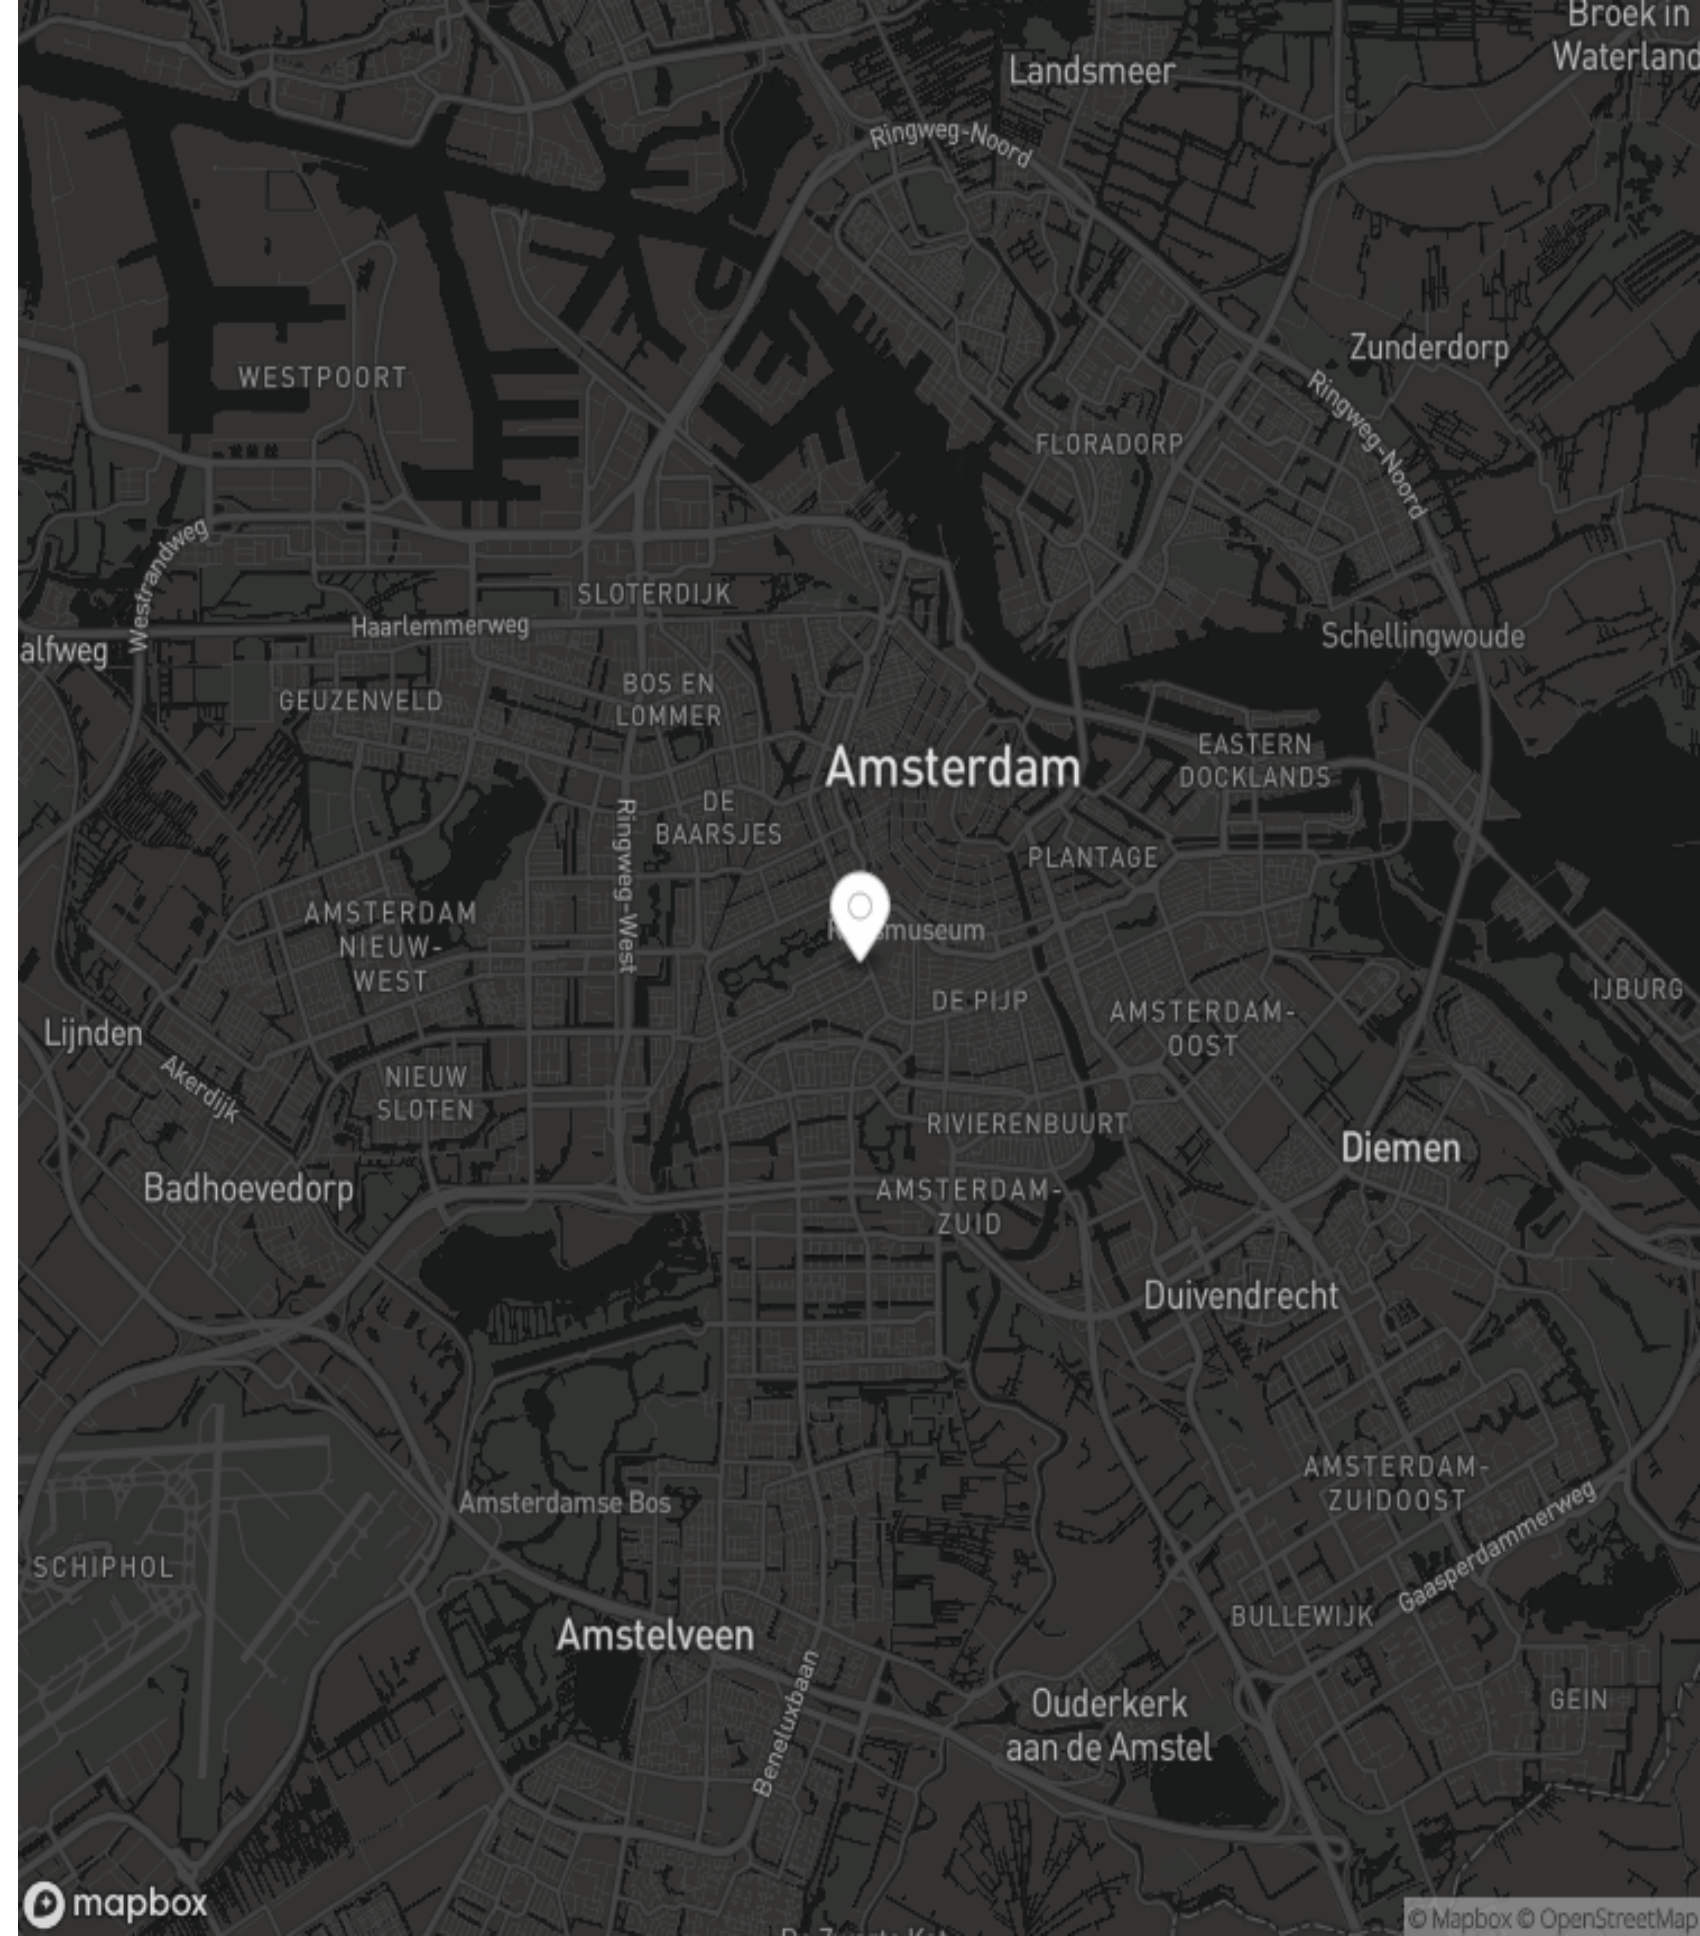 Broek in
Waterland
Landsmeer
Ringweg-Noord
Zunderdorp
WESTPOORT
Ringweg-Noord
FLORADORP
Westrandweg
SLOTERDIJK
Haarlemmerweg
Schellingwoude
alfweg
GEUZENVELD
BOS EN
LOMMER
EASTERN
DOCKLANDS
Amsterdam
DE
BAARSJES
Ringweg-West
PLANTAGE
AMSTERDAM
NIEUW-
WEST
smuseum
IJBURG
DE PIJP
AMSTERDAM-
OOST
Lijnden
Akerdijk
NIEUW
SLOTEN
RIVIERENBUURT
Diemen
Badhoevedorp
AMSTERDAM-
ZUID
Duivendrecht
AMSTERDAM-
ZUIDOOST
Amsterdamse Bos
Gaasperdammerweg
SCHIPHOL
BULLEWIJK
Amstelveen
Beneluxbaan
Ouderkerk
aan de Amstel
GEIN
mapbox
© Mapbox © OpenStreetMap